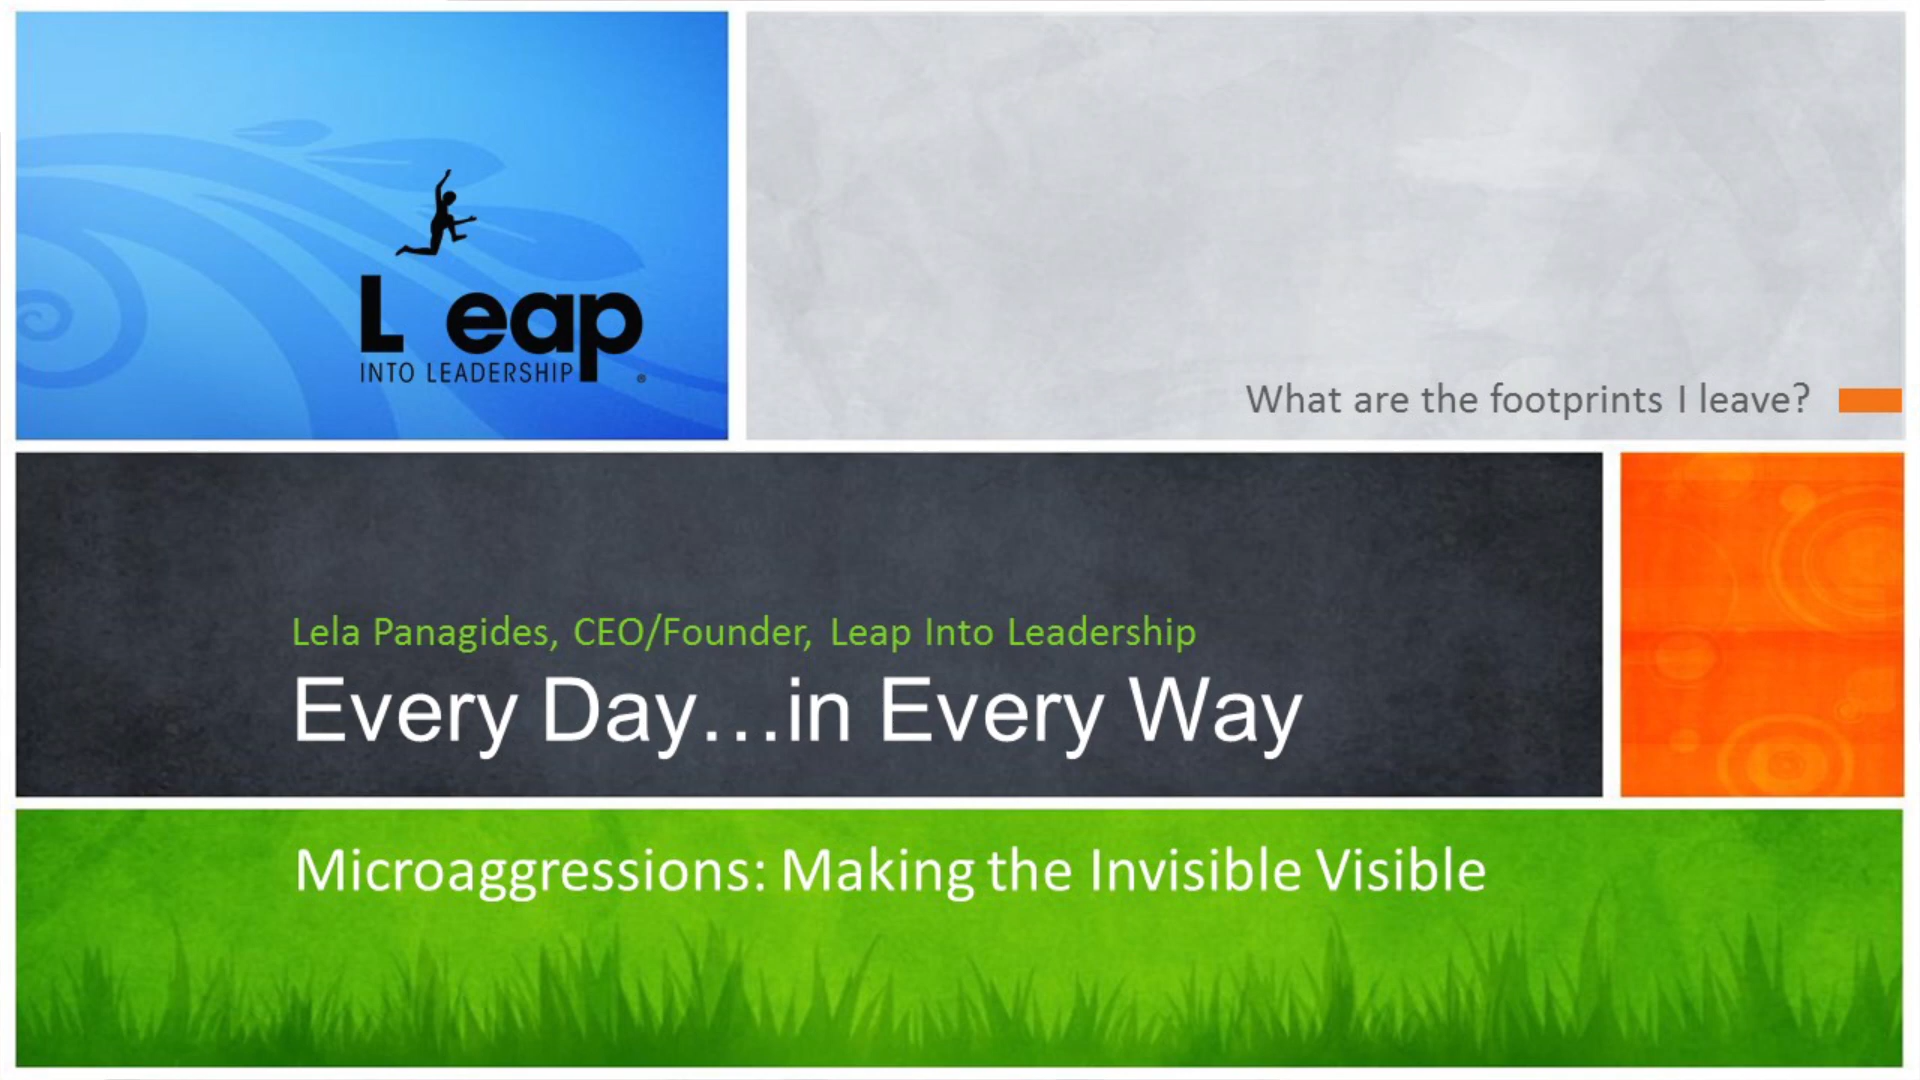 L eap
INTO LEADERSHIP
®
What are the footprints I leave?
Lela Panagides, CEO/Founder, Leap Into Leadership
Every Day...in Every Way
Microaggressions: Making the Invisible Visible